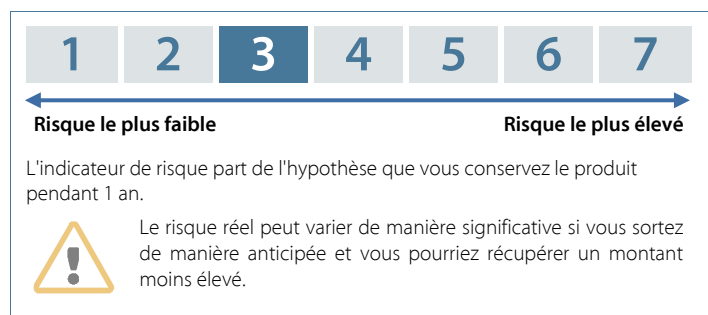 1 2 3 4 5 6 7
Risque le plus faible Risque le plus élevé
L'indicateur de risque part de l'hypothèse que vous conservez le produit
pendant 1 an.
Le risque réel peut varier de manière significative si vous sortez
de manière anticipée et vous pourriez récupérer un montant
moins élevé.